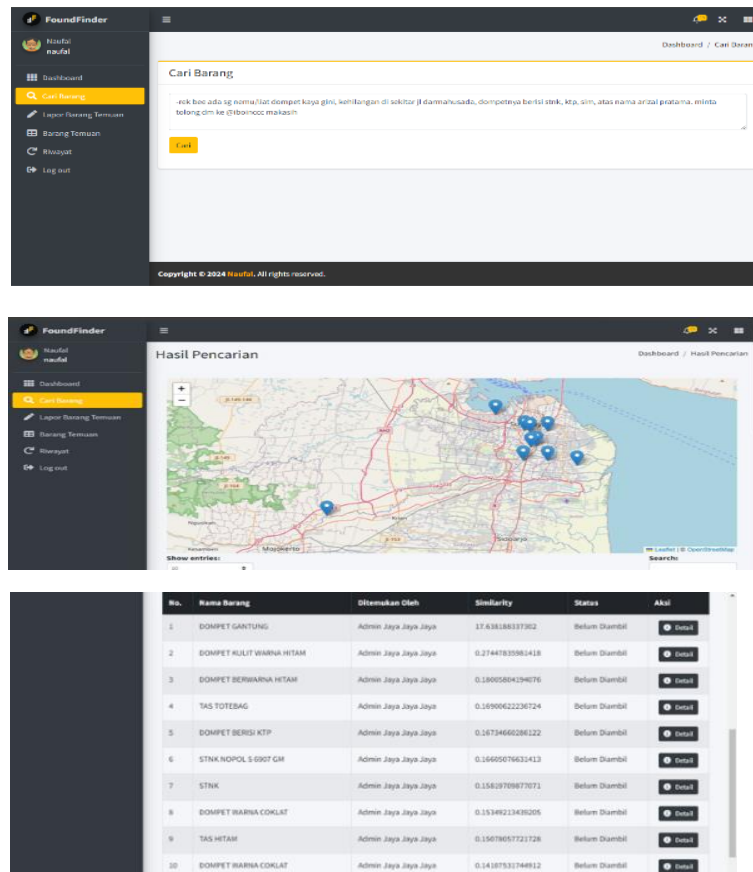 FoundFinder
Naufal
naufal
Dashboard / Cari Baran
Dashboard
Cari Barang
Lapor Barang Temuan
Barang Temuan
Riwayat
Log out
Cari Barang
-rek bee ada sg nemu/liat dompet kaya gini, kehilangan di sekitar jl darmahusada, dompetnya berisi stnk, ktp, sim, atas nama arizal pratama. minta
tolong dm ke @iboinccc makasih
Cari
Copyright © 2024 Naufal. All rights reserved.
FoundFinder
Naufal
naufal
Hasil Pencarian
Dashboard / Hasil Pencarian
Dashboard
Cari Barang
Lapor Barang Temuan
Barang Temuan
Riwayat
Log out
+
−
Mojokerto
Sidoarjo
Leaflet | © OpenStreetMap
Show entries:
Search:
No. Nama Barang Ditemukan Oleh Similarity Status Aksi
1 DOMPET GANTUNG Admin Jaya Jaya Jaya 17.638188337302 Belum Diambil Detail
2 DOMPET KULIT WARNA HITAM Admin Jaya Jaya Jaya 0.27447835981418 Belum Diambil Detail
3 DOMPET BERWARNA HITAM Admin Jaya Jaya Jaya 0.18005804194076 Belum Diambil Detail
4 TAS TOTEBAG Admin Jaya Jaya Jaya 0.16900622236724 Belum Diambil Detail
5 DOMPET BERISI KTP Admin Jaya Jaya Jaya 0.16734660286122 Belum Diambil Detail
6 STNK NOPOL S 6907 GM Admin Jaya Jaya Jaya 0.16605076631413 Belum Diambil Detail
7 STNK Admin Jaya Jaya Jaya 0.15819709877071 Belum Diambil Detail
8 DOMPET WARNA COKLAT Admin Jaya Jaya Jaya 0.15349213439205 Belum Diambil Detail
9 TAS HITAM Admin Jaya Jaya Jaya 0.15078057721728 Belum Diambil Detail
10 DOMPET WARNA COKLAT Admin Jaya Jaya Jaya 0.14187531744912 Belum Diambil Detail